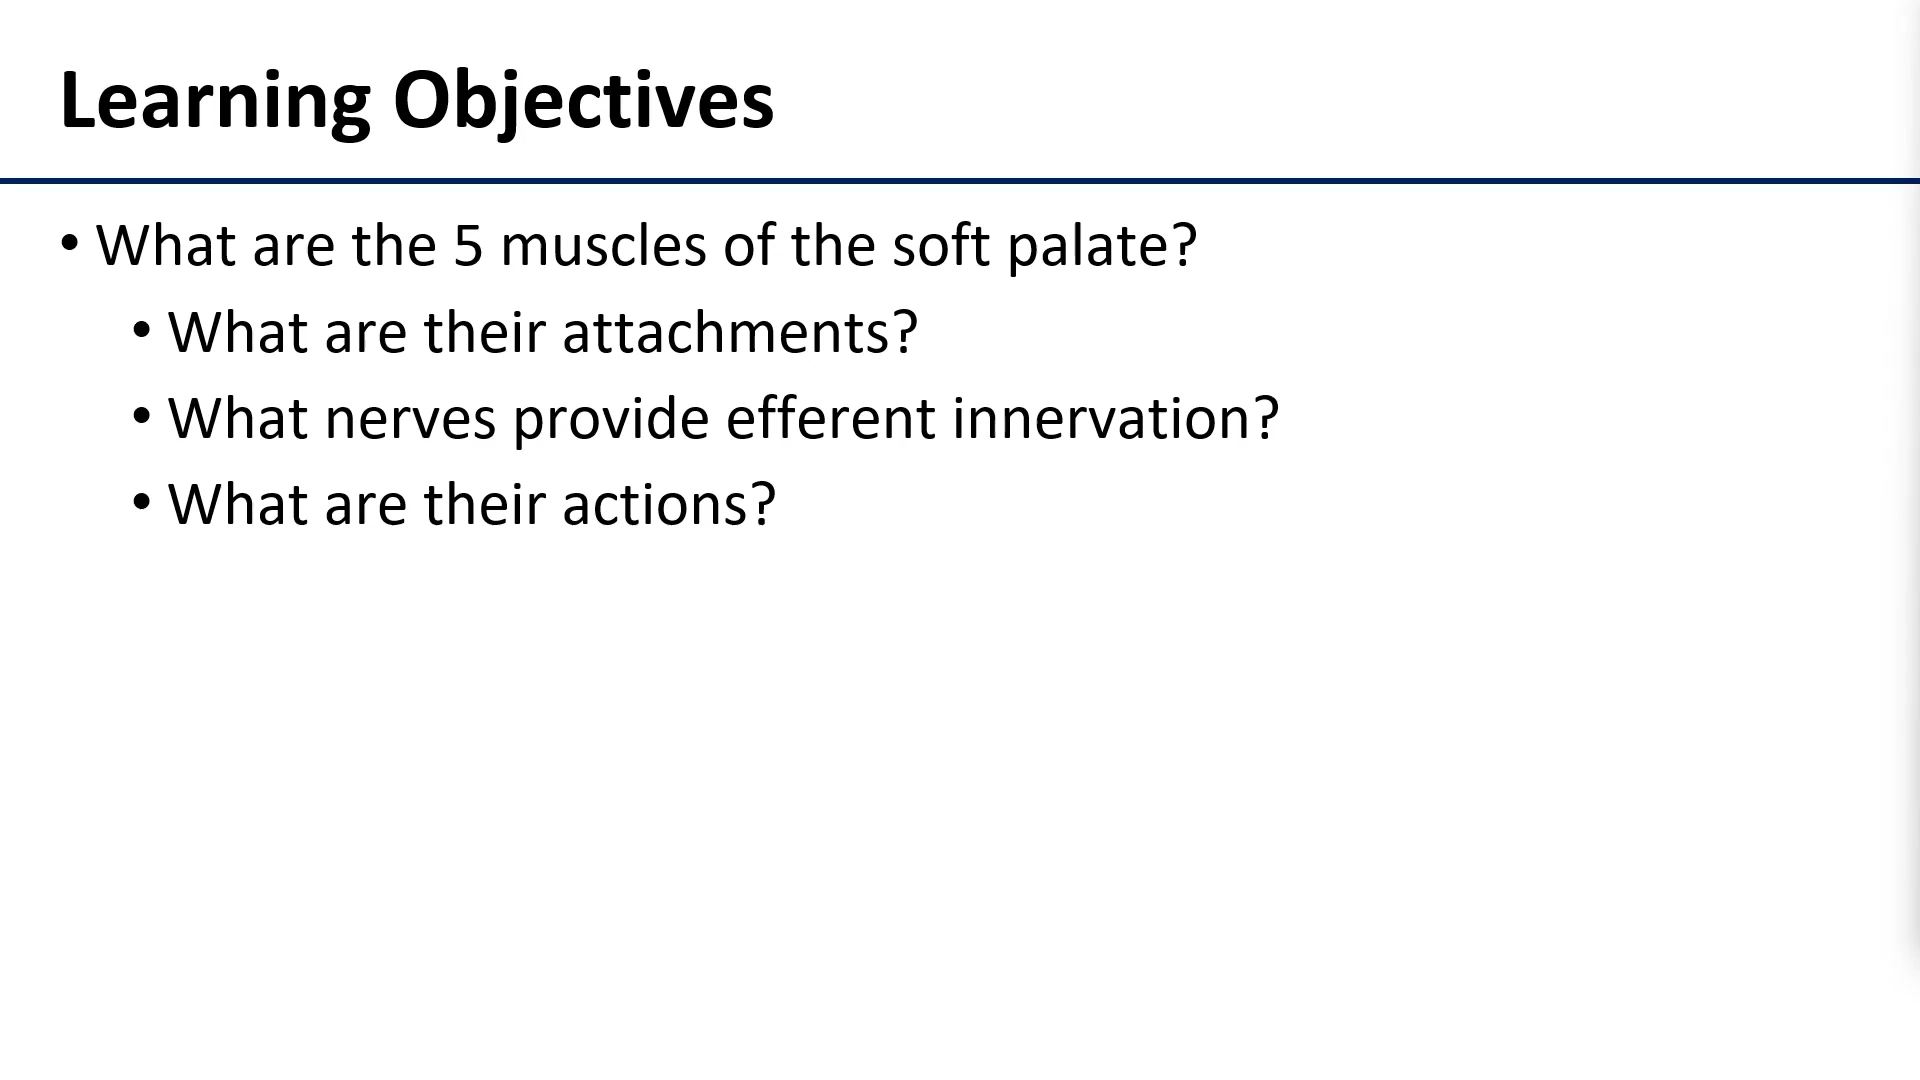 Learning Objectives
• What are the 5 muscles of the soft palate?
• What are their attachments?
• What nerves provide efferent innervation?
• What are their actions?